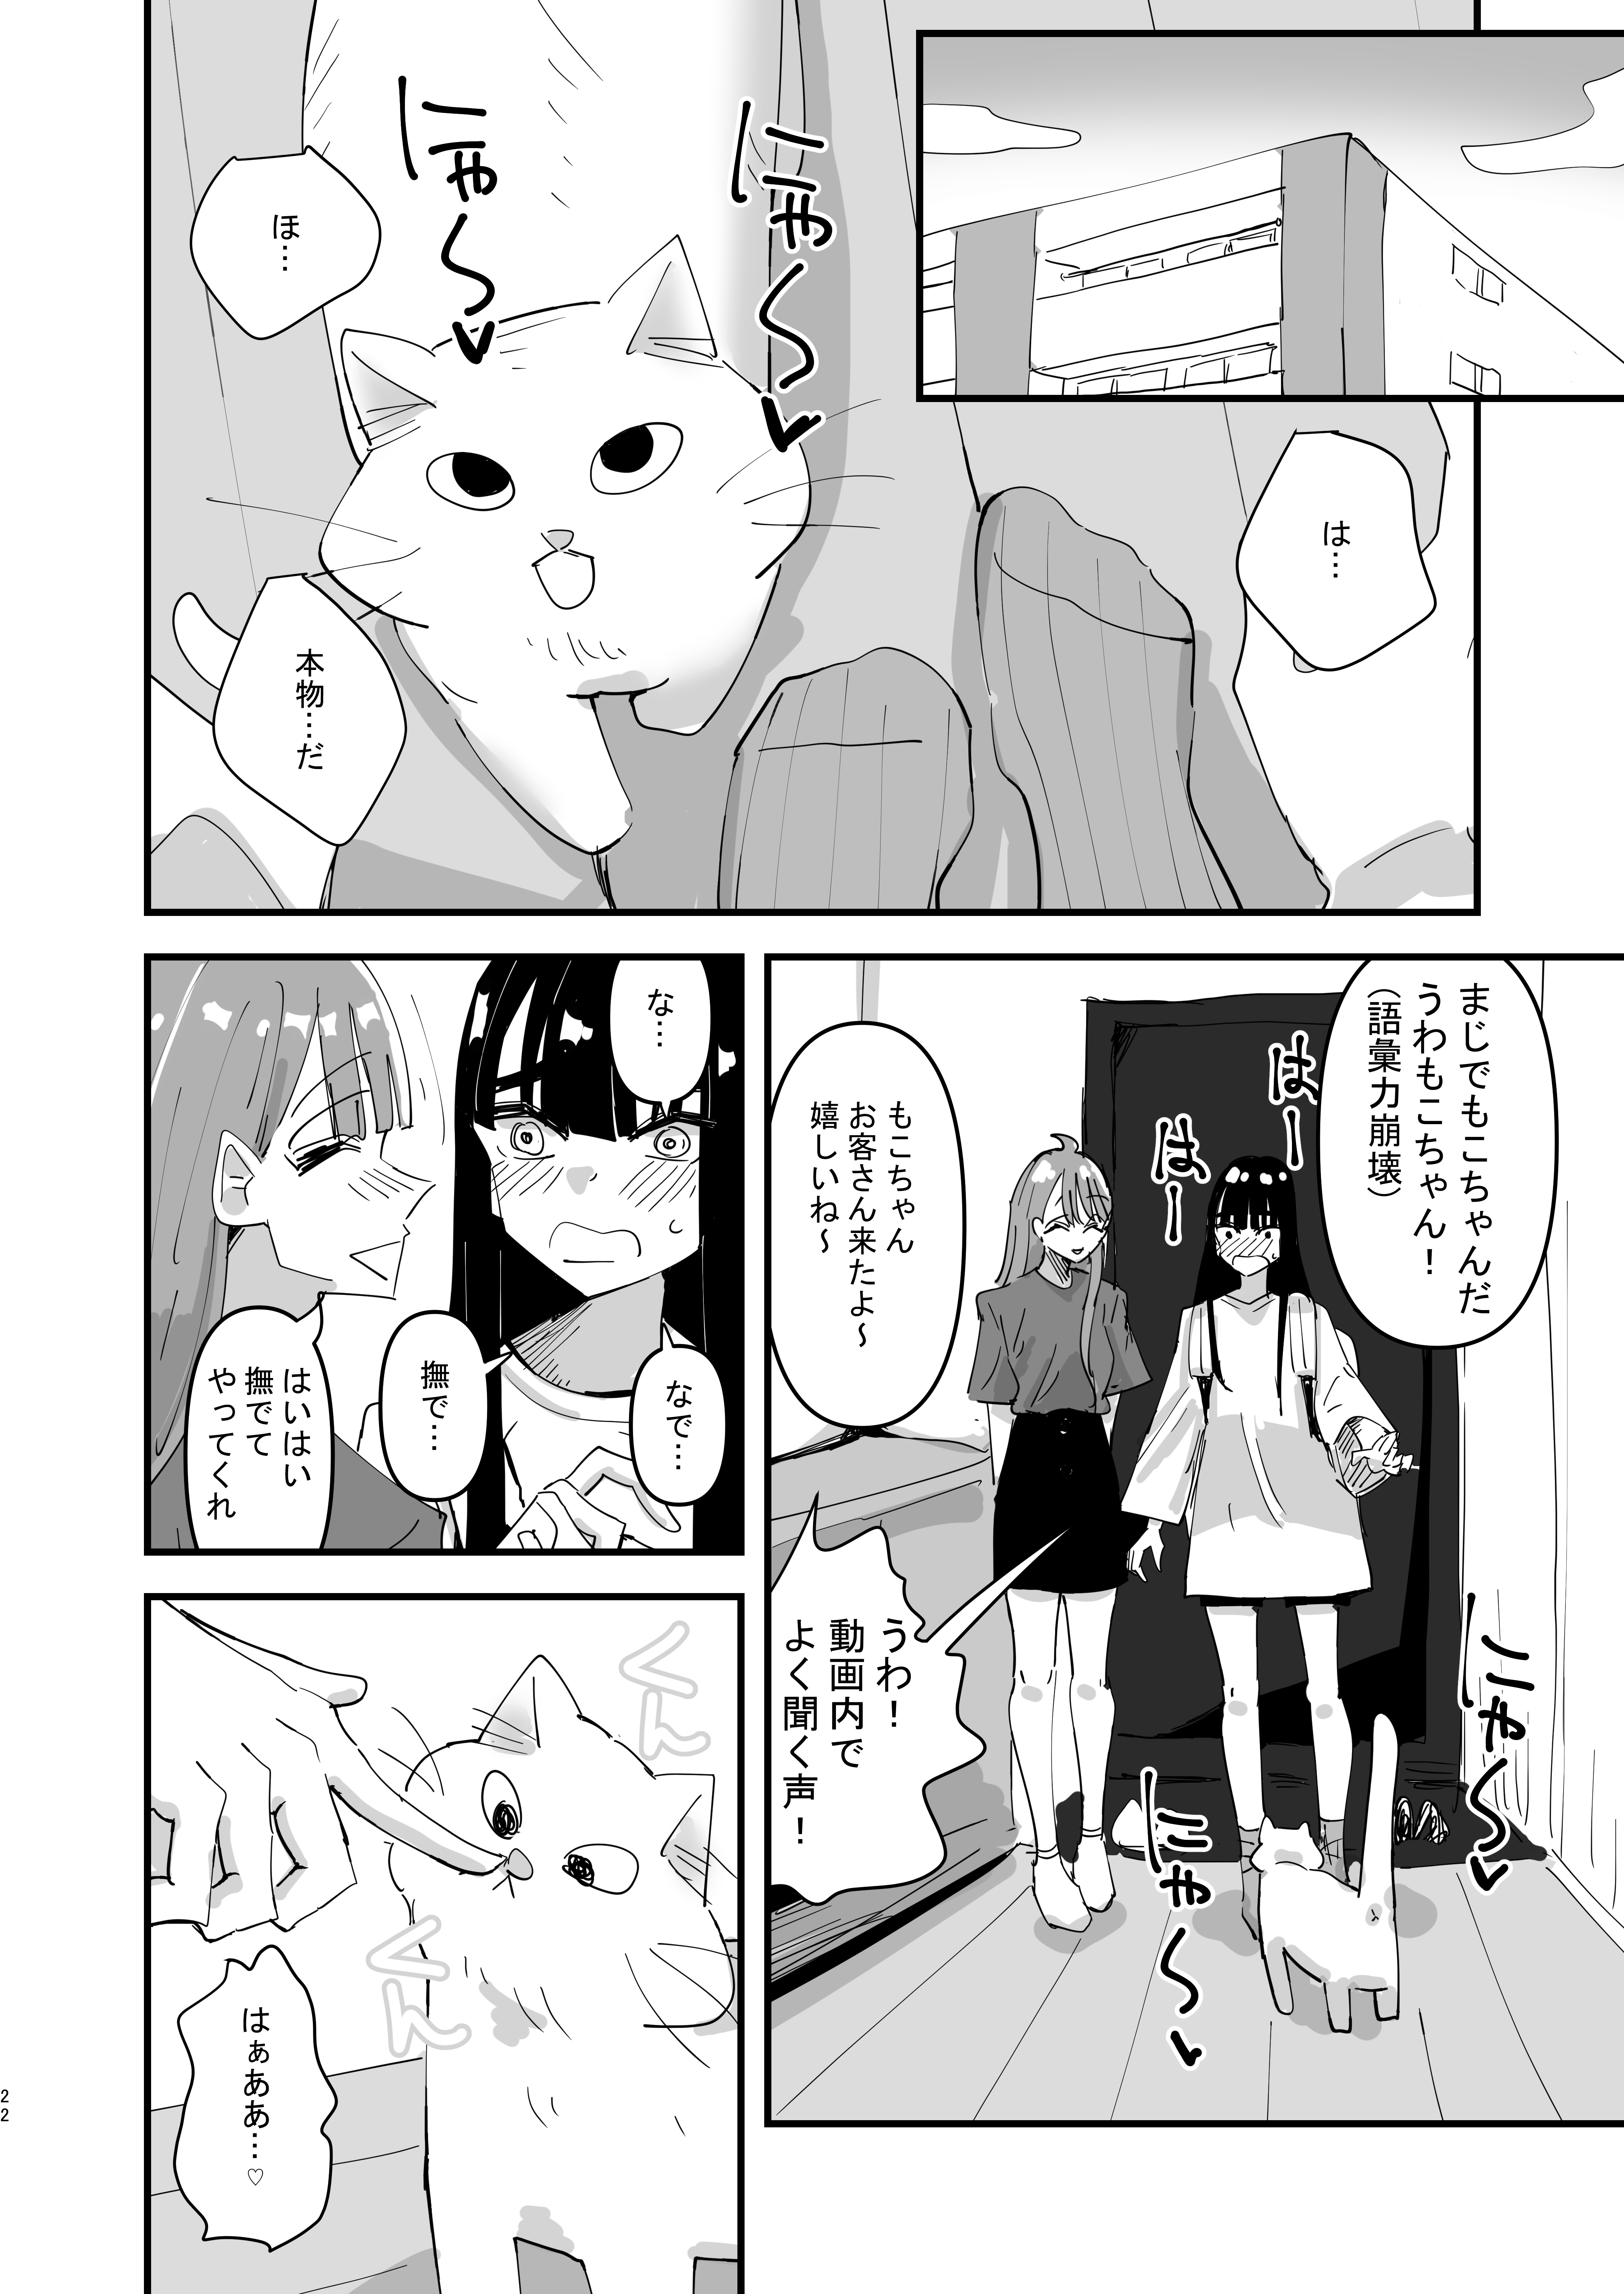 は…
にゃ〜
にゃ〜
ほ…
本物…だ
まじでもこちゃんだ
うわもこちゃん！
（語彙力崩壊）
はー
はー
もこちゃん
お客さん来たよ〜
嬉しいね〜
うわ！
動画内で
よく聞く声！
にゃ〜
にゃ〜
な…
なで…
撫で…
はいはい
撫でて
やってくれ
くん
くん
はぁああ…♡
22